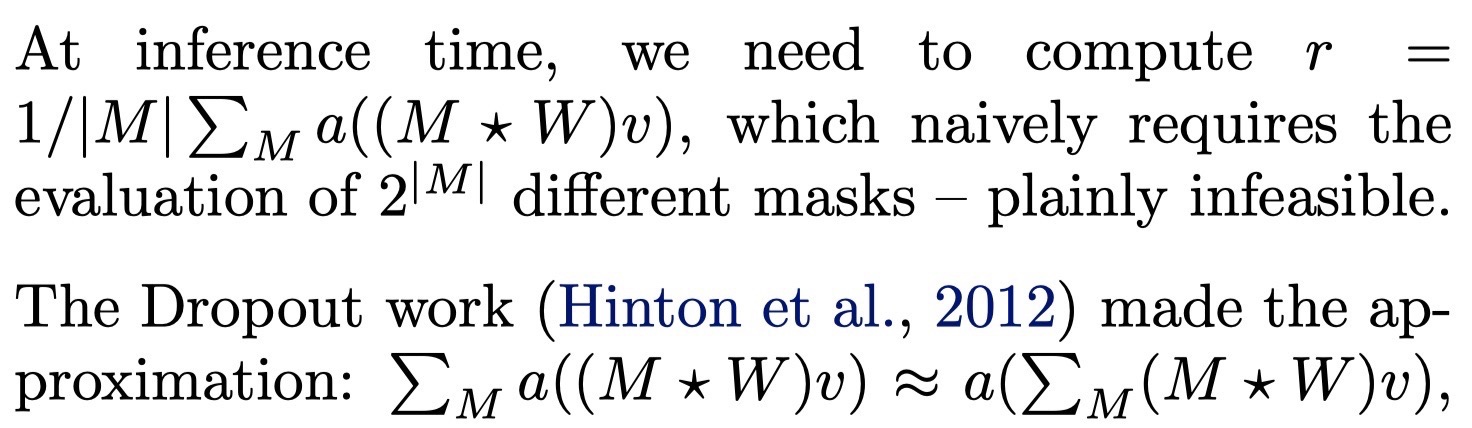 At inference time, we need to compute r =
1/|M| ∑_M a((M ⋆ W)v), which naively requires the
evaluation of 2^{|M|} different masks – plainly infeasible.
The Dropout work (Hinton et al., 2012) made the ap-
proximation: ∑_M a((M ⋆ W)v) ≈ a(∑_M(M ⋆ W)v),